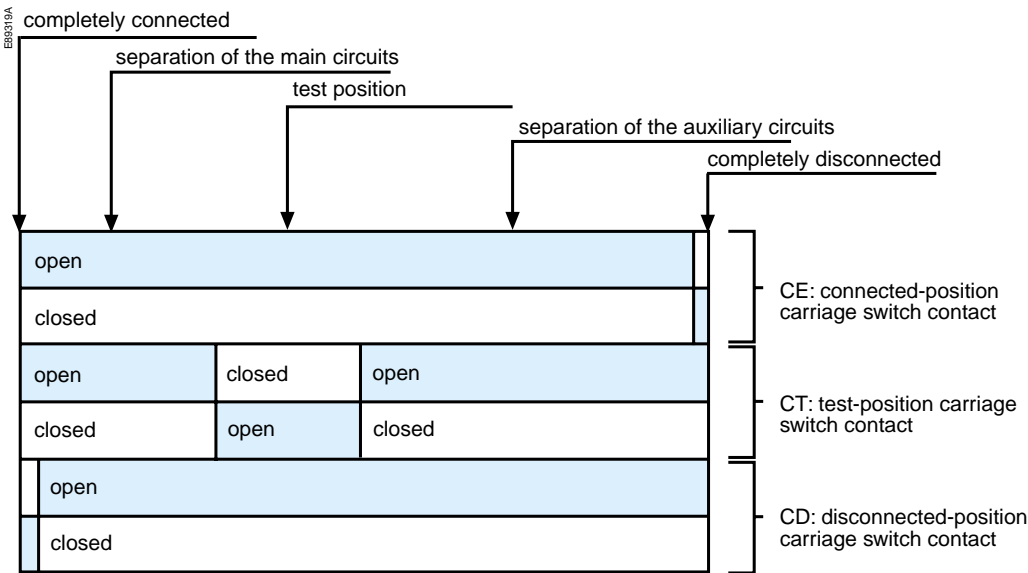 E89319A
completely connected
separation of the main circuits
test position
separation of the auxiliary circuits
completely disconnected
open
closed
CE: connected-position
carriage switch contact
open closed open
closed open closed
CT: test-position carriage
switch contact
open
closed
CD: disconnected-position
carriage switch contact